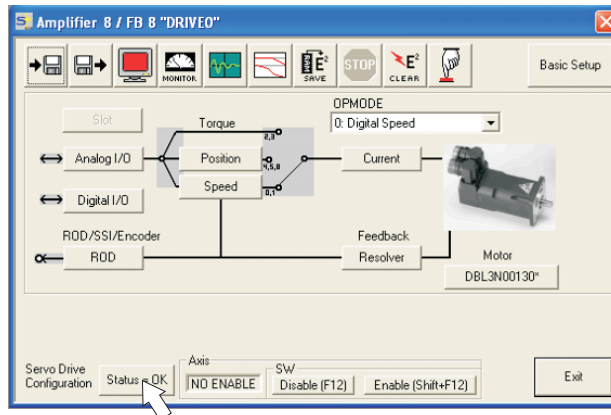 Amplifier 8 / FB 8 "DRIVE0"
MONITOR
E²
SAVE
STOP
E²
CLEAR
Basic Setup
OPMODE
0: Digital Speed
Slot
Torque
2,3
Analog I/O
Position
4,5,8
Current
Speed
0,1
Digital I/O
ROD/SSI/Encoder
Feedback
ROD
Resolver
Motor
DBL3N00130*
Servo Drive
Configuration
Status = OK
Axis
NO ENABLE
SW
Disable (F12)
Enable (Shift+F12)
Exit